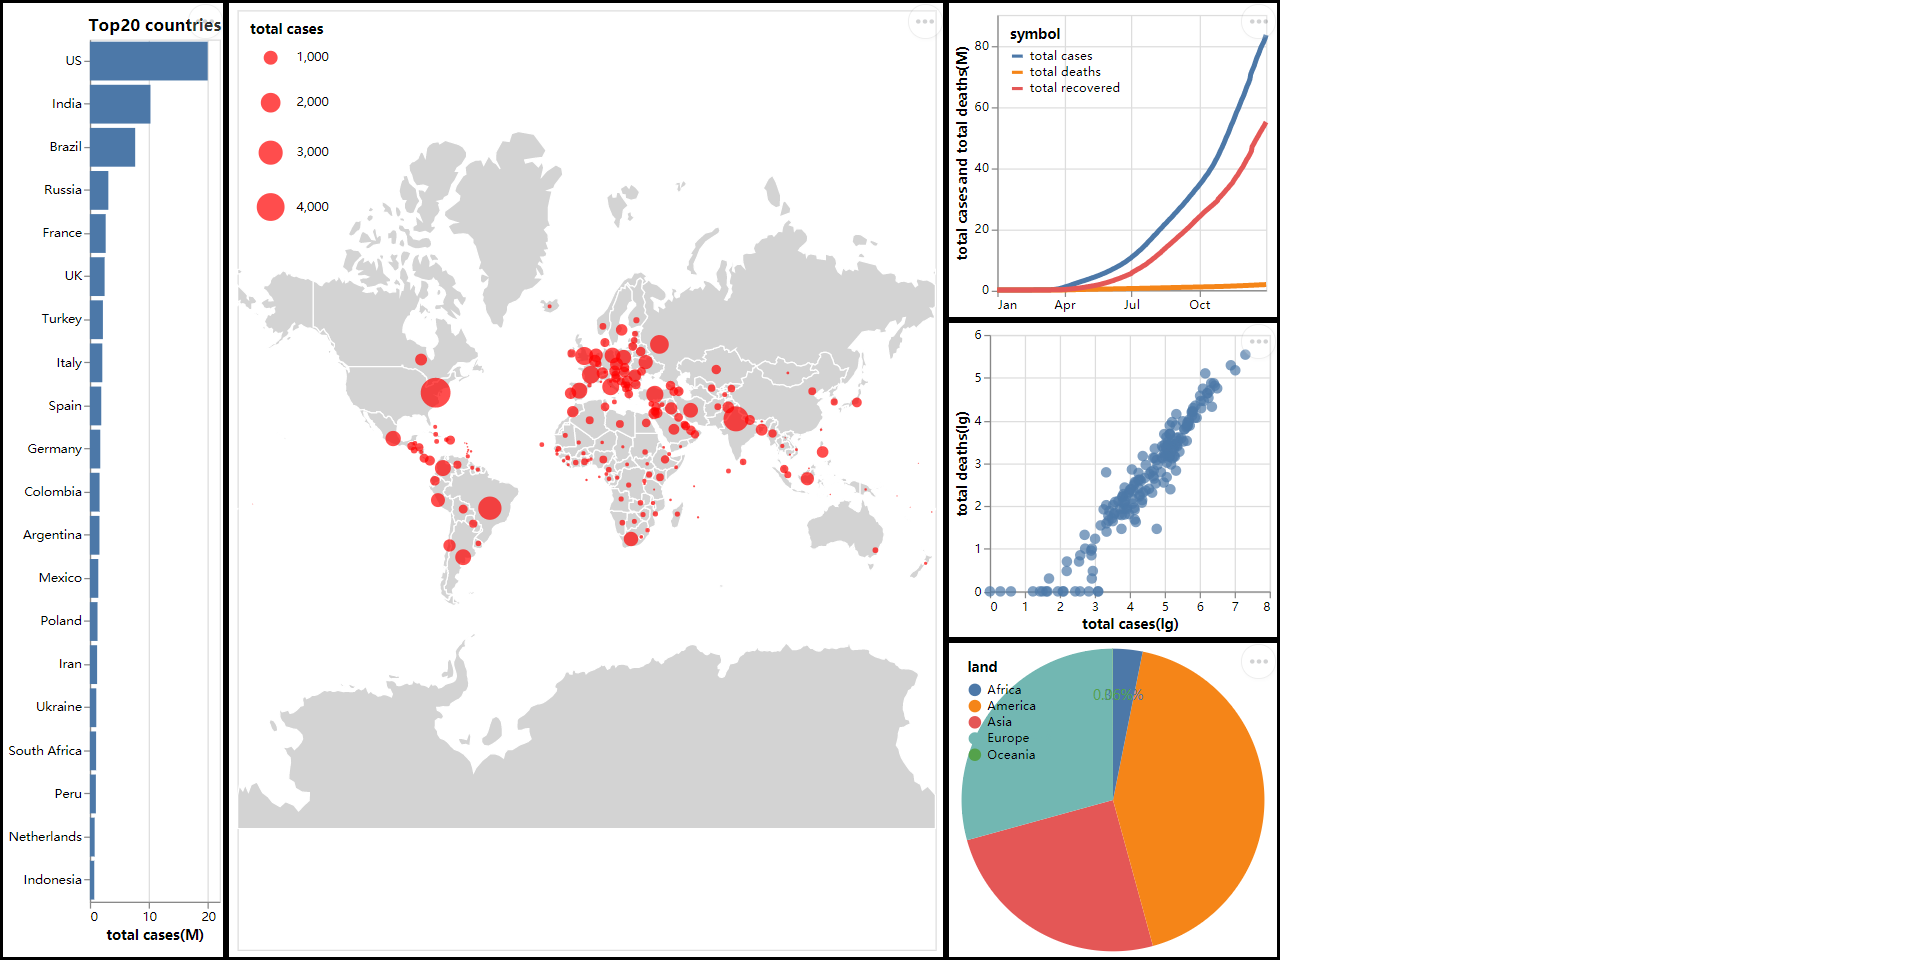 Top20 countries
US
India
Brazil
Russia
France
UK
Turkey
Italy
Spain
Germany
Colombia
Argentina
Mexico
Poland
Iran
Ukraine
South Africa
Peru
Netherlands
Indonesia
0 10 20
total cases(M)
total cases
1,000
2,000
3,000
4,000
total cases and total deaths(M)
80
60
40
20
0
symbol
total cases
total deaths
total recovered
Jan Apr Jul Oct
total deaths(lg)
6
5
4
3
2
1
0
0 1 2 3 4 5 6 7 8
total cases(lg)
land
Africa
America
Asia
Europe
Oceania